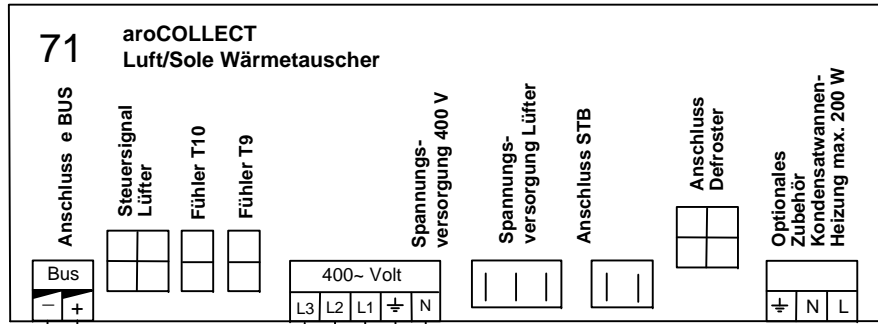 71
aroCOLLECT
Luft/Sole Wärmetauscher
Anschluss e BUS
Steuersignal
Lüfter
Fühler T10
Fühler T9
Spannungs-
versorgung 400 V
Spannungs-
versorgung Lüfter
Anschluss STB
Anschluss
Defroster
Optionales
Zubehör
Kondensatwannen-
Heizung max. 200 W
Bus
− +
400~ Volt
L3 L2 L1 ⏚ N
⏚ N L